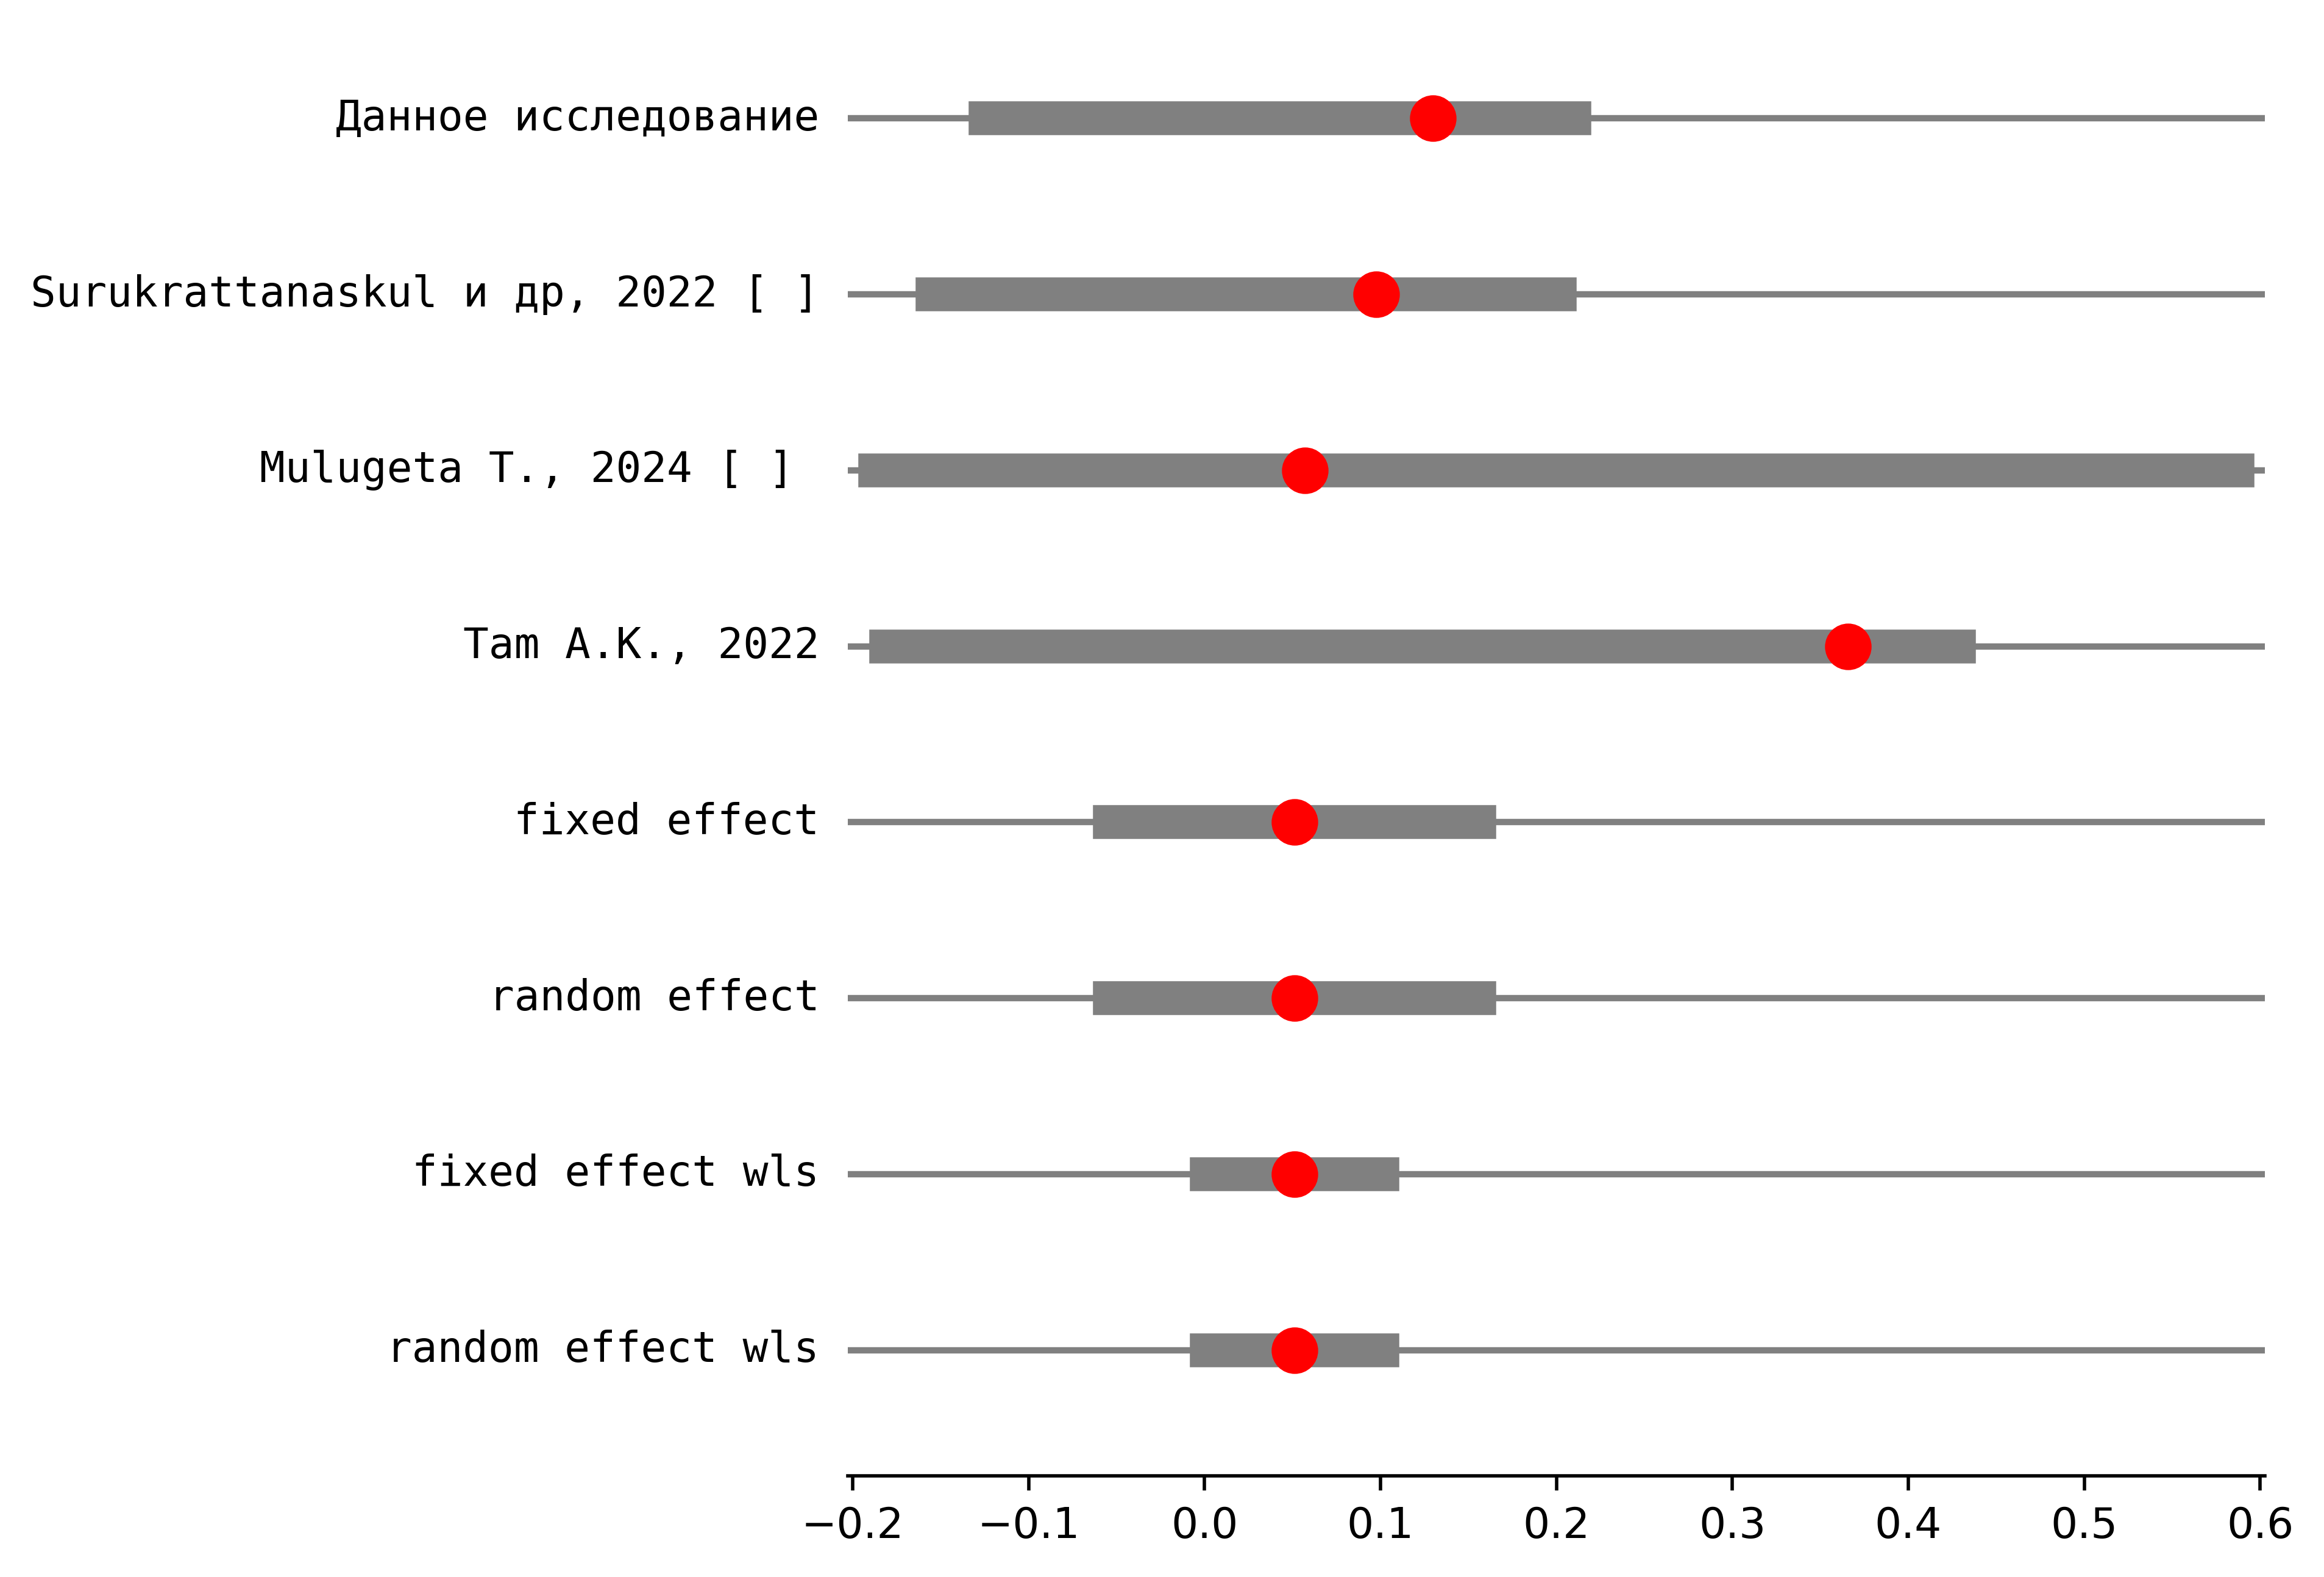 Данное исследование
Surukrattanaskul и др, 2022 [ ]
Mulugeta T., 2024 [ ]
Tam A.K., 2022
fixed effect
random effect
fixed effect wls
random effect wls
−0.2 −0.1 0.0 0.1 0.2 0.3 0.4 0.5 0.6